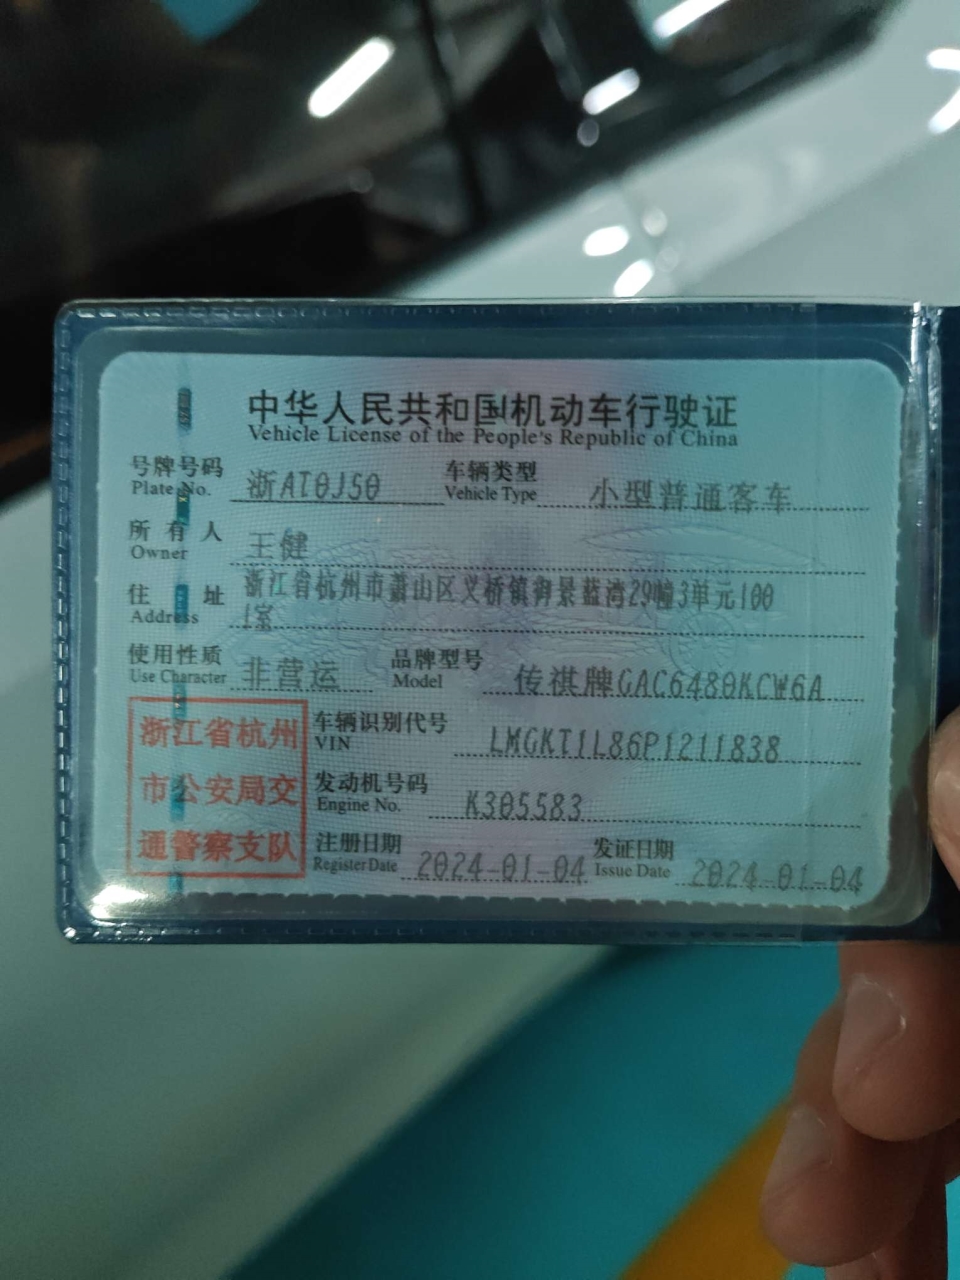 中华人民共和国机动车行驶证
Vehicle License of the People's Republic of China
号牌号码 浙AT0J50 车辆类型 小型普通客车
Plate No. Vehicle Type
所有人 王健
Owner
住址 浙江省杭州市萧山区义桥镇御景蓝湾29幢3单元100
Address 1室
使用性质 非营运 品牌型号 传祺牌GAC6480KCW6A
Use Character Model
浙江省杭州
市公安局交
通警察支队
车辆识别代号
VIN LMGKT1L86P1211838
发动机号码
Engine No. K305583
注册日期 2024-01-04 发证日期 2024-01-04
Register Date Issue Date